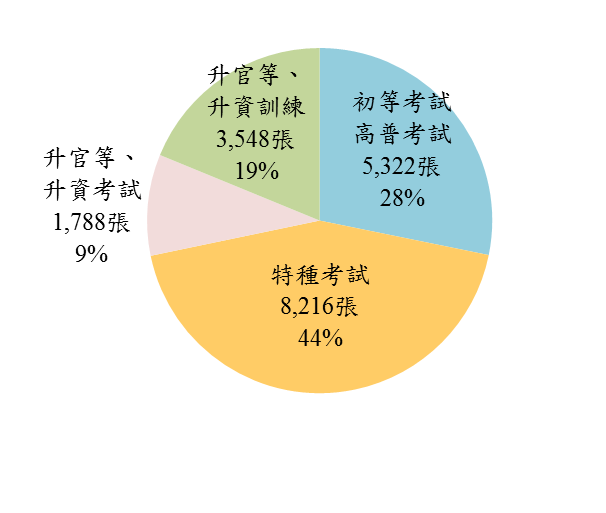 升官等、
升資訓練
3,548張
19%
初等考試
高普考試
5,322張
28%
升官等、
升資考試
1,788張
9%
特種考試
8,216張
44%